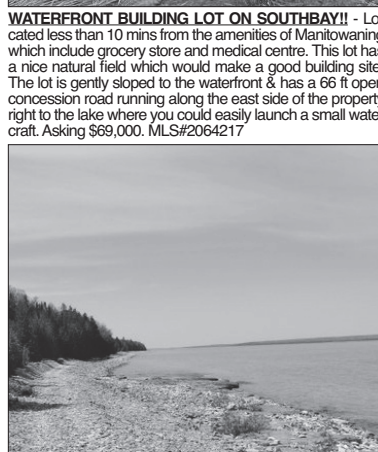 WATERFRONT BUILDING LOT ON SOUTHBAY!! - Lo
cated less than 10 mins from the amenities of Manitowaning
which include grocery store and medical centre. This lot has
a nice natural field which would make a good building site
The lot is gently sloped to the waterfront & has a 66 ft open
concession road running along the east side of the property
right to the lake where you could easily launch a small water
craft. Asking $69,000. MLS#2064217